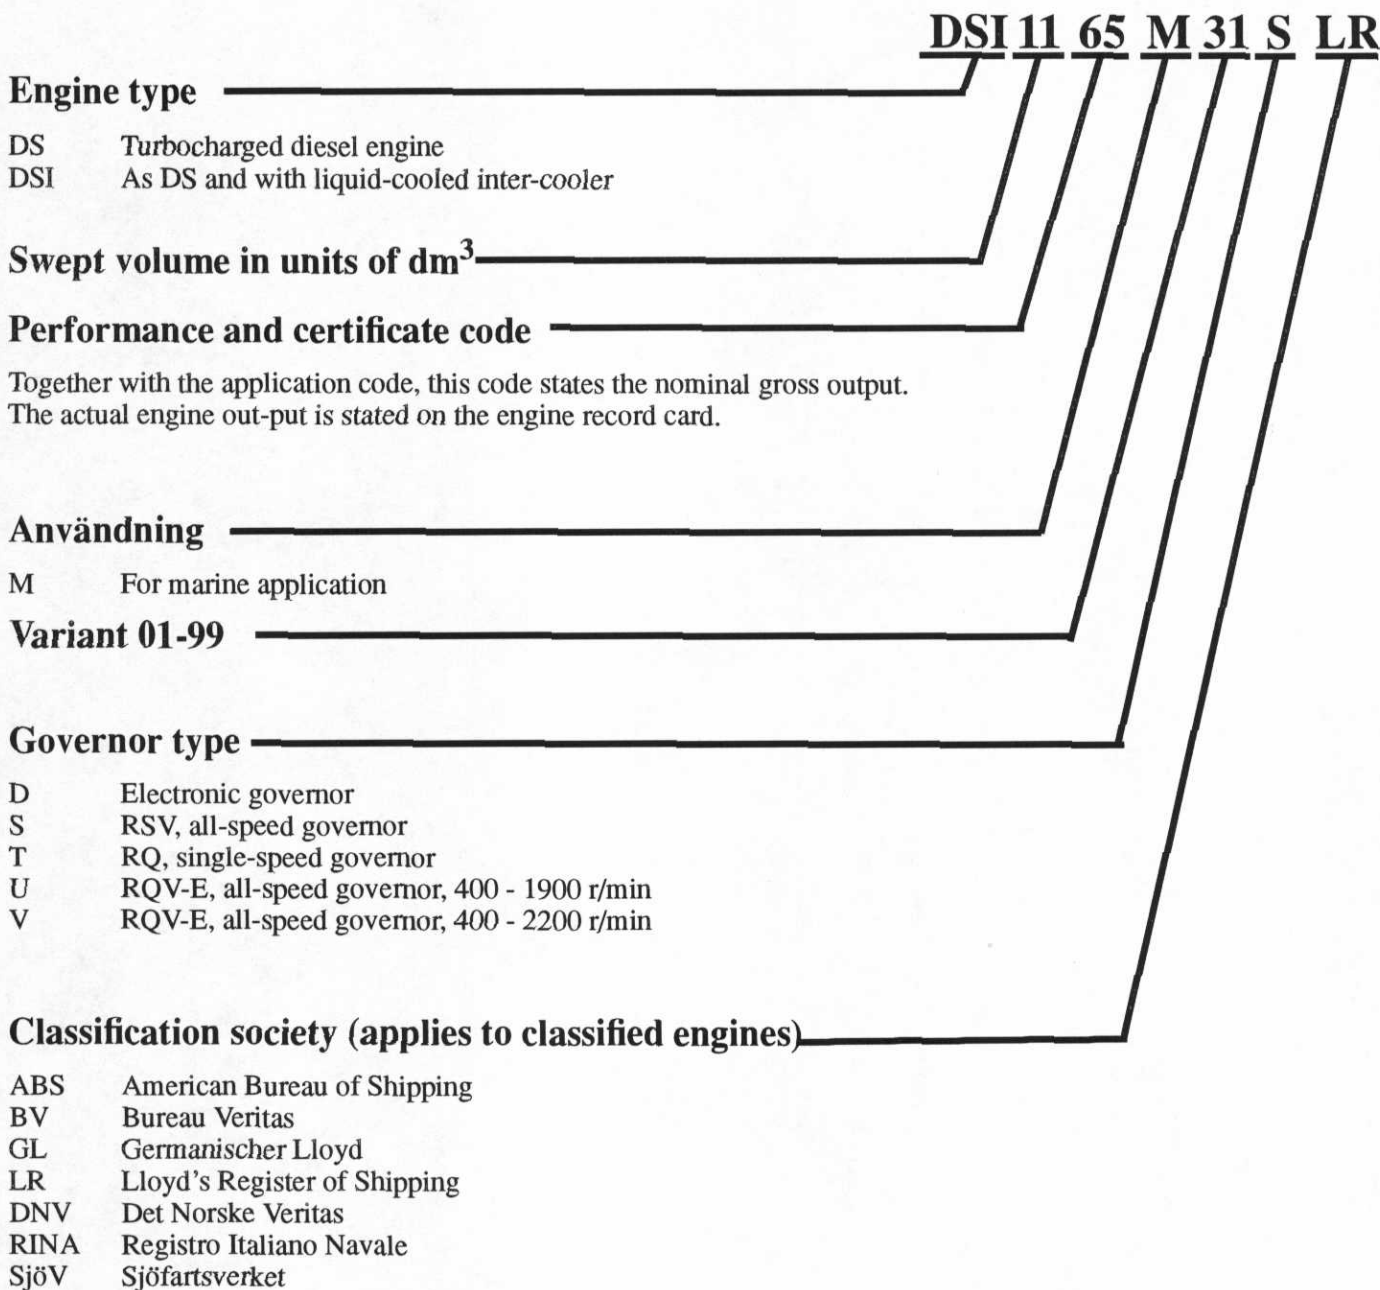 DSI 11 65 M 31 S LR
Engine type
DS Turbocharged diesel engine
DSI As DS and with liquid-cooled inter-cooler
Swept volume in units of dm³
Performance and certificate code
Together with the application code, this code states the nominal gross output.
The actual engine out-put is stated on the engine record card.
Användning
M For marine application
Variant 01-99
Governor type
D Electronic governor
S RSV, all-speed governor
T RQ, single-speed governor
U RQV-E, all-speed governor, 400 - 1900 r/min
V RQV-E, all-speed governor, 400 - 2200 r/min
Classification society (applies to classified engines)
ABS American Bureau of Shipping
BV Bureau Veritas
GL Germanischer Lloyd
LR Lloyd's Register of Shipping
DNV Det Norske Veritas
RINA Registro Italiano Navale
SjöV Sjöfartsverket